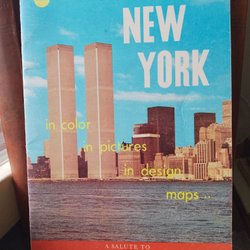 NEW
YORK
in color
in pictures
in design
maps ..
A SALUTE TO